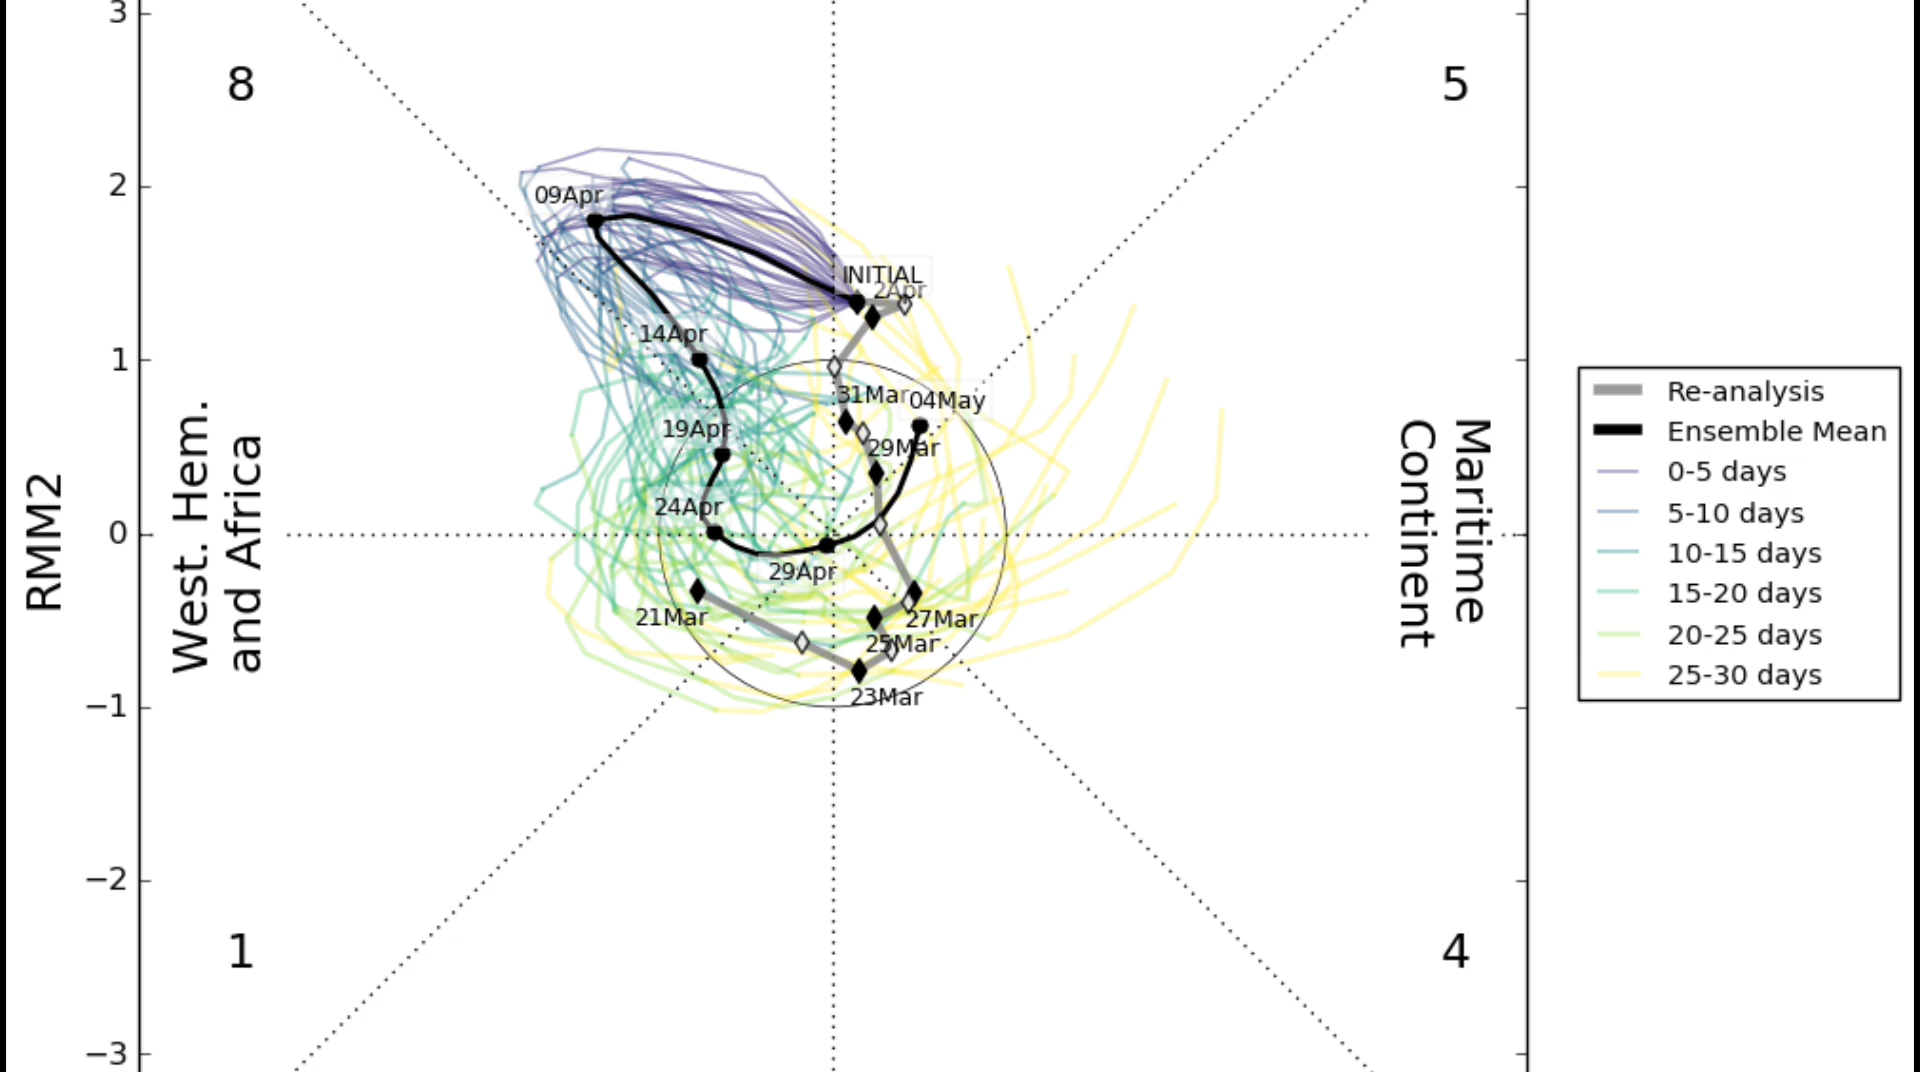 3
2
1
0
−1
−2
−3
RMM2
West. Hem.
and Africa
8
5
1
4
Maritime
Continent
09Apr
INITIAL
2Apr
14Apr
31Mar
04May
19Apr
29Mar
24Apr
29Apr
21Mar
27Mar
25Mar
23Mar
Re-analysis
Ensemble Mean
0-5 days
5-10 days
10-15 days
15-20 days
20-25 days
25-30 days